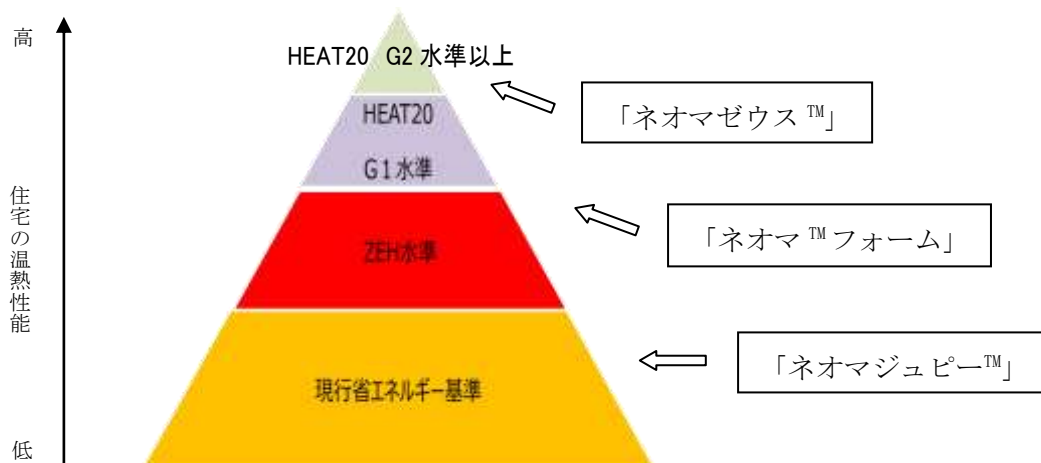 高
HEAT20 G2 水準以上
「ネオマゼウス™」
HEAT20
G1水準
住宅の温熱性能
「ネオマ™フォーム」
ZEH水準
「ネオマジュピー™」
現行省エネルギー基準
低